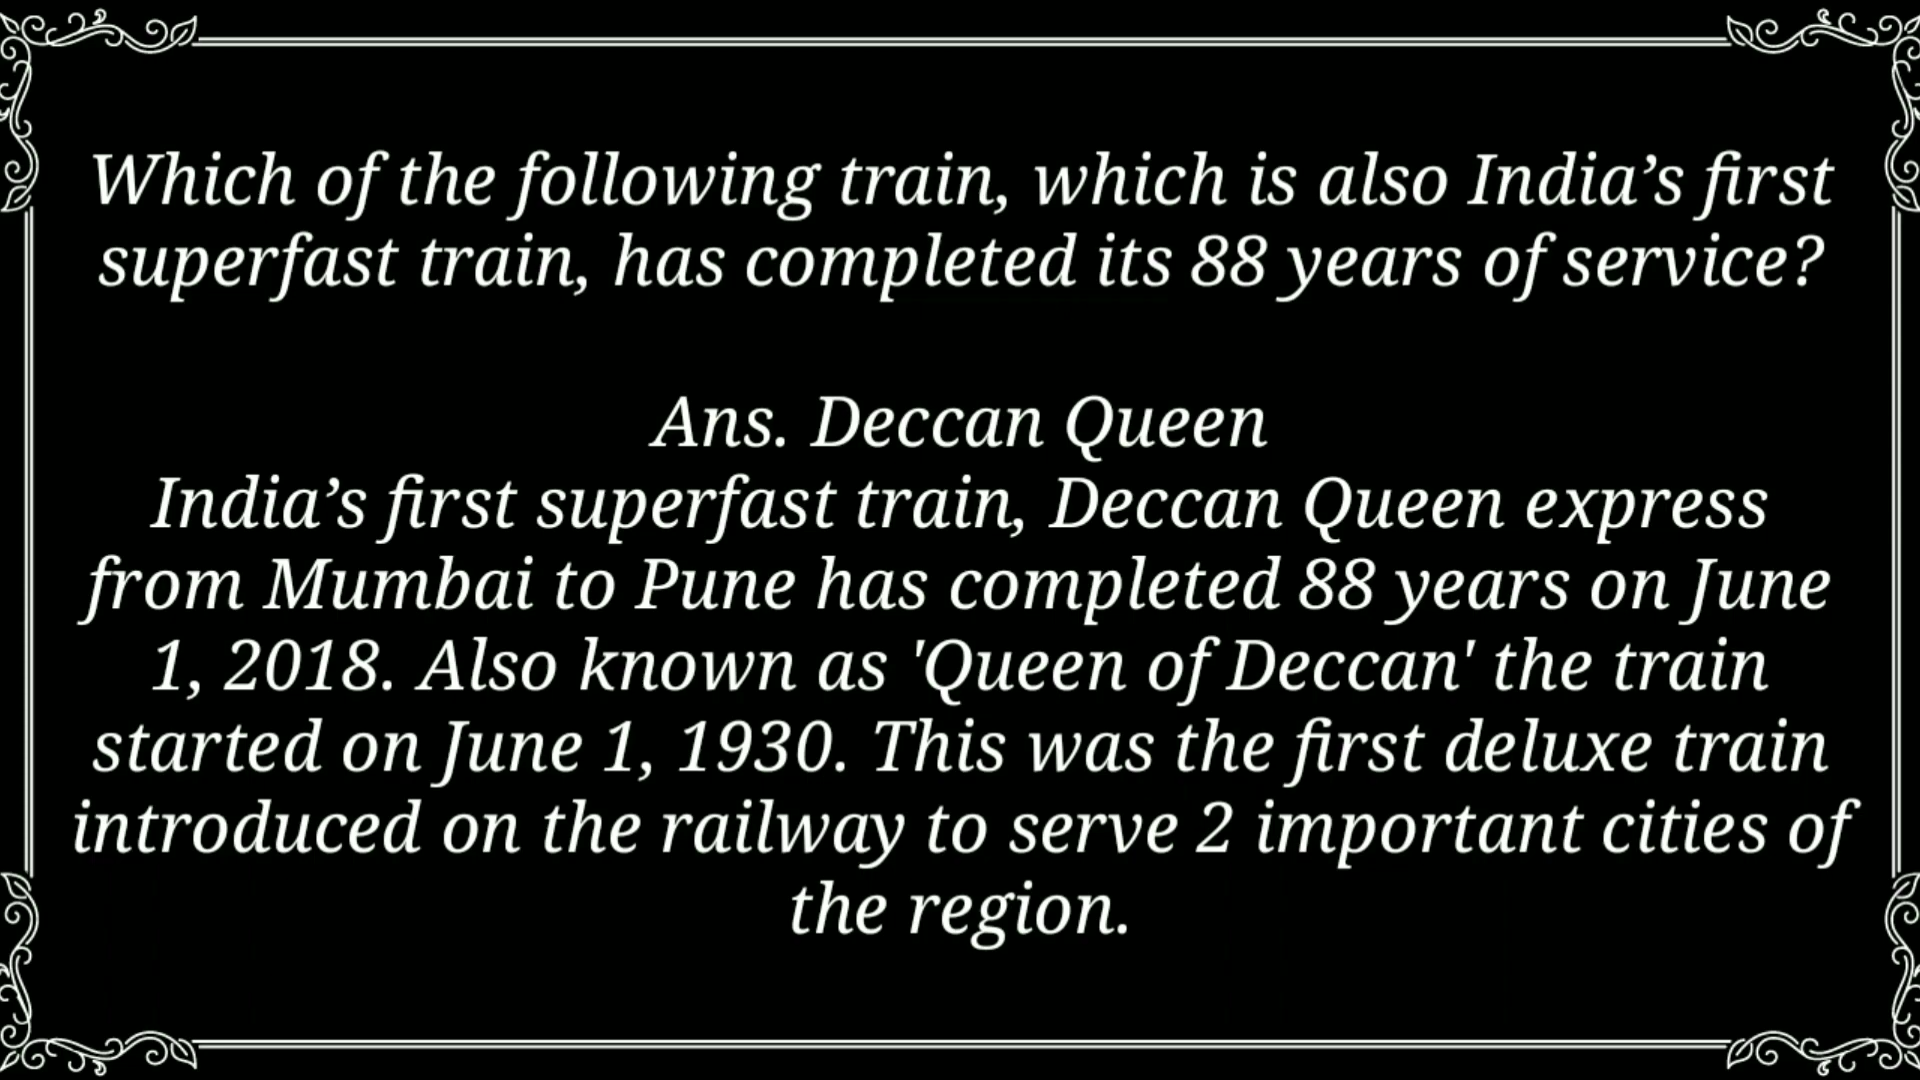 Which of the following train, which is also India’s first
superfast train, has completed its 88 years of service?
Ans. Deccan Queen
India’s first superfast train, Deccan Queen express
from Mumbai to Pune has completed 88 years on June
1, 2018. Also known as 'Queen of Deccan' the train
started on June 1, 1930. This was the first deluxe train
introduced on the railway to serve 2 important cities of
the region.